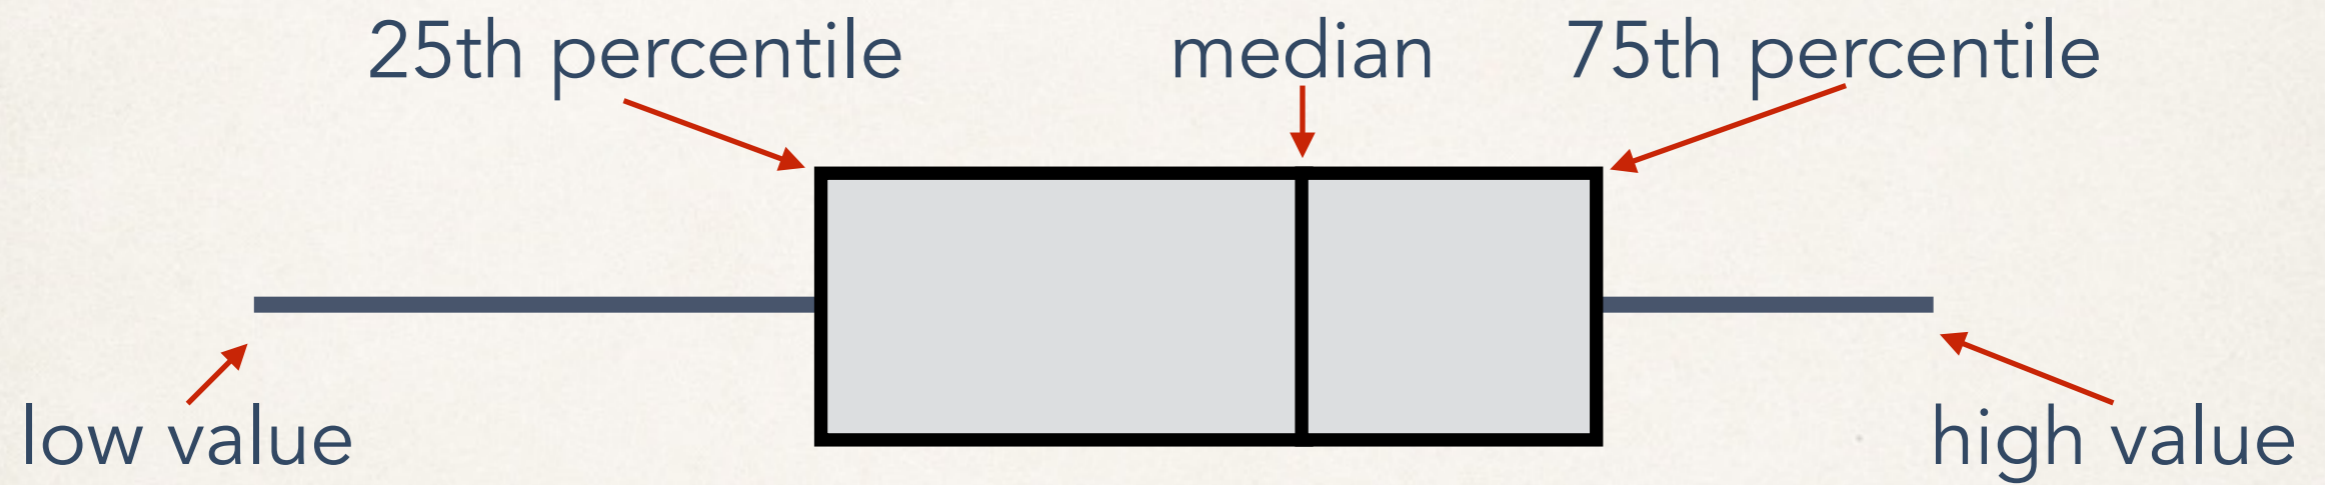 25th percentile median 75th percentile
low value high value